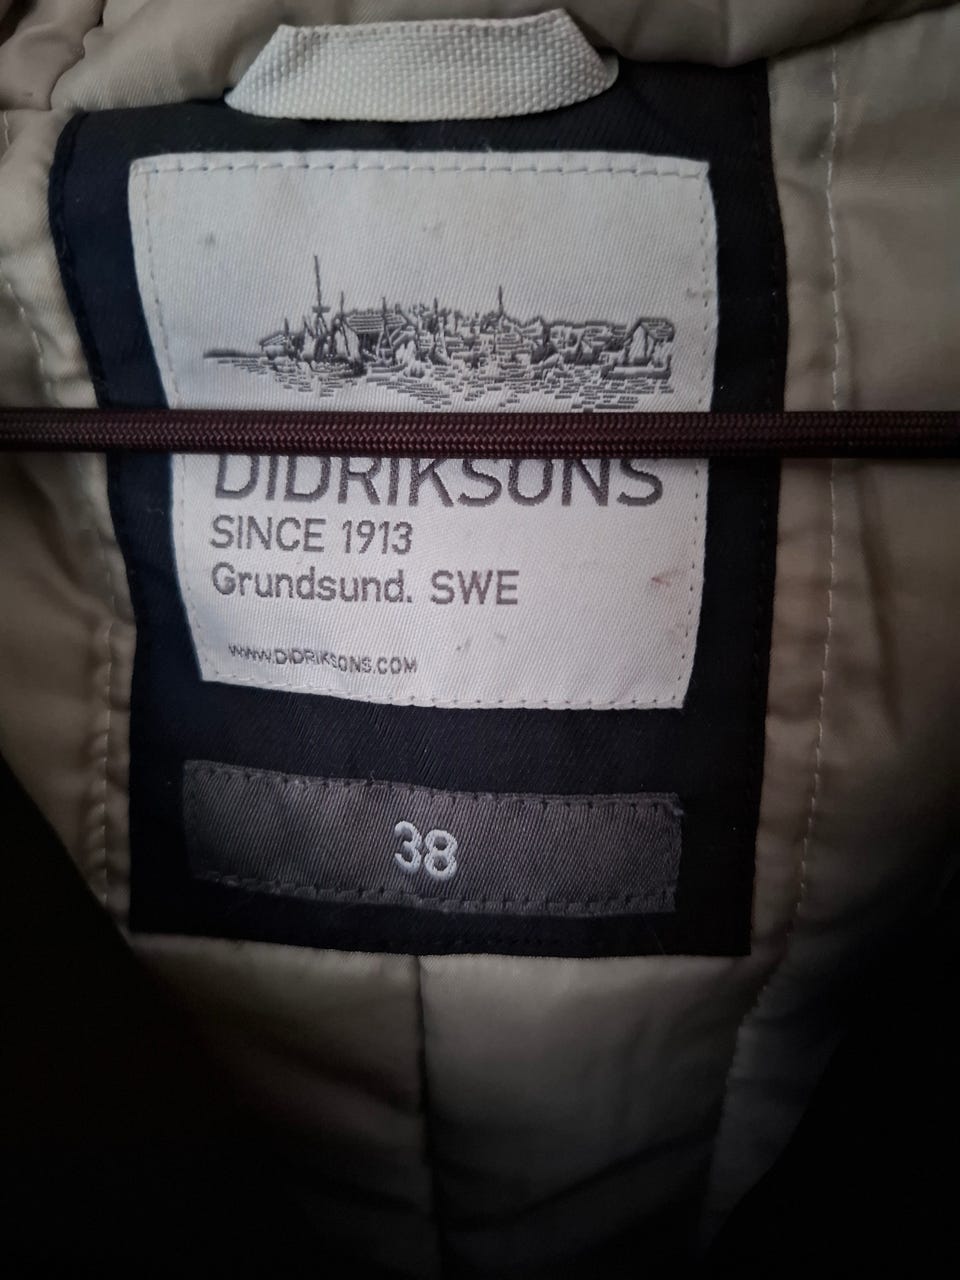 DIDRIKSONS
SINCE 1913
Grundsund. SWE
WWW.DIDRIKSONS.COM
38